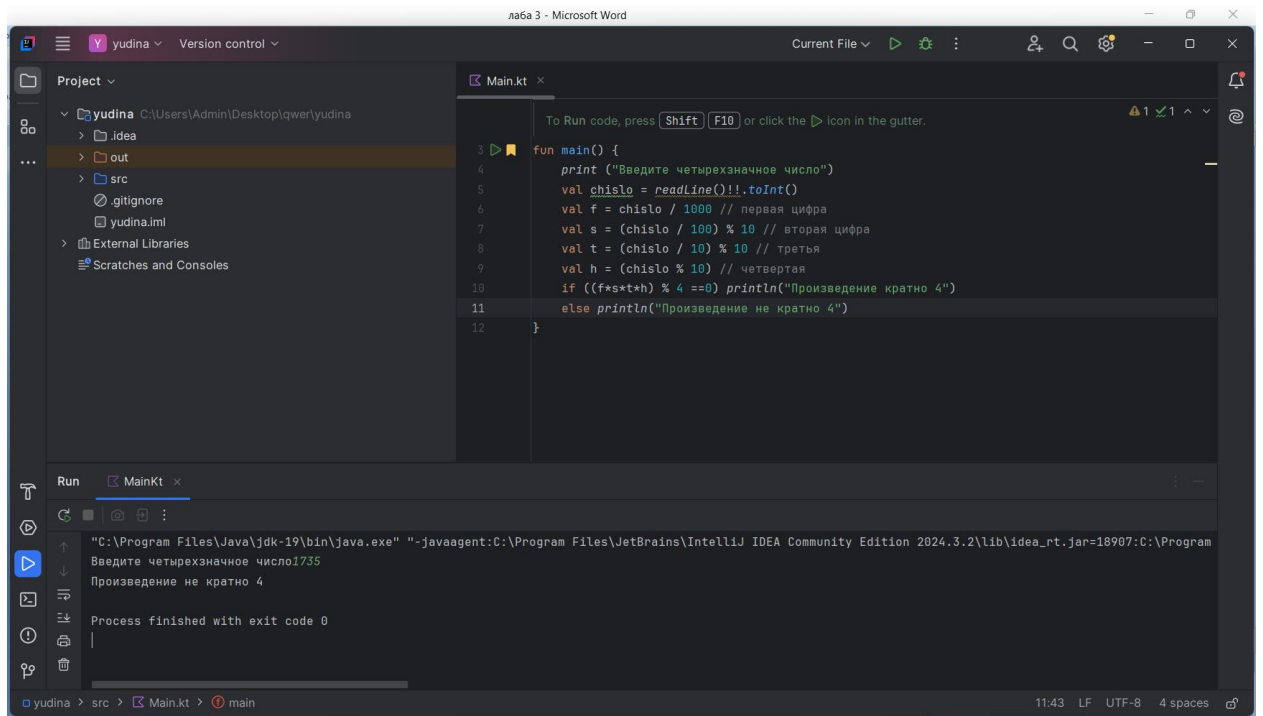 лаба 3 - Microsoft Word
Y yudina Version control Current File
Project
Main.kt
yudina C:\Users\Admin\Desktop\qwer\yudina
.idea
out
src
.gitignore
yudina.iml
External Libraries
Scratches and Consoles
To Run code, press Shift F10 or click the icon in the gutter.
1 1
3 fun main() {
4 print ("Введите четырехзначное число")
5 val chislo = readLine()!!.toInt()
6 val f = chislo / 1000 // первая цифра
7 val s = (chislo / 100) % 10 // вторая цифра
8 val t = (chislo / 10) % 10 // третья
9 val h = (chislo % 10) // четвертая
10 if ((f*s*t*h) % 4 ==0) println("Произведение кратно 4")
11 else println("Произведение не кратно 4")
12 }
Run MainKt
"C:\Program Files\Java\jdk-19\bin\java.exe" "-javaagent:C:\Program Files\JetBrains\IntelliJ IDEA Community Edition 2024.3.2\lib\idea_rt.jar=18907:C:\Program
Введите четырехзначное число1735
Произведение не кратно 4
Process finished with exit code 0
yudina > src > Main.kt > main
11:43 LF UTF-8 4 spaces